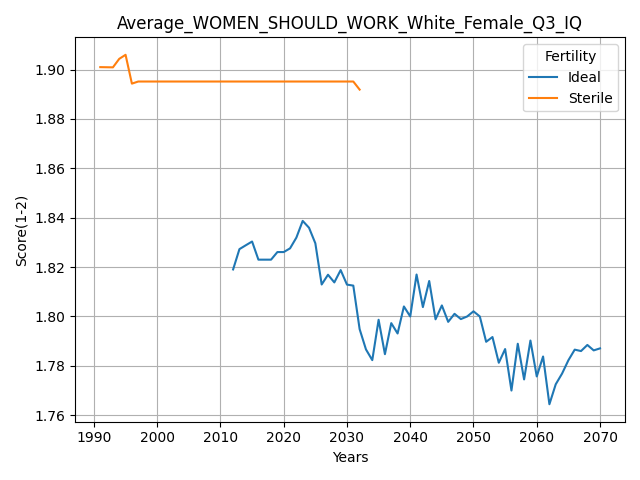 Average_WOMEN_SHOULD_WORK_White_Female_Q3_IQ
Fertility
Ideal
Sterile
Score(1-2)
1.90
1.88
1.86
1.84
1.82
1.80
1.78
1.76
1990 2000 2010 2020 2030 2040 2050 2060 2070
Years